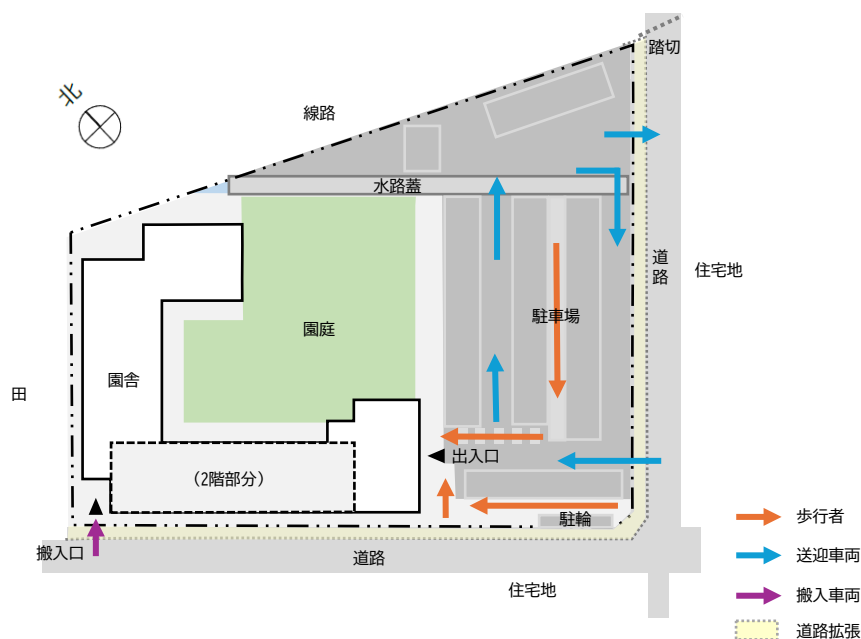 踏切
北
線路
水路蓋
道路
住宅地
駐車場
園庭
園舎
田
出入口
（2階部分）
駐輪
搬入口
道路
住宅地
歩行者
送迎車両
搬入車両
道路拡張